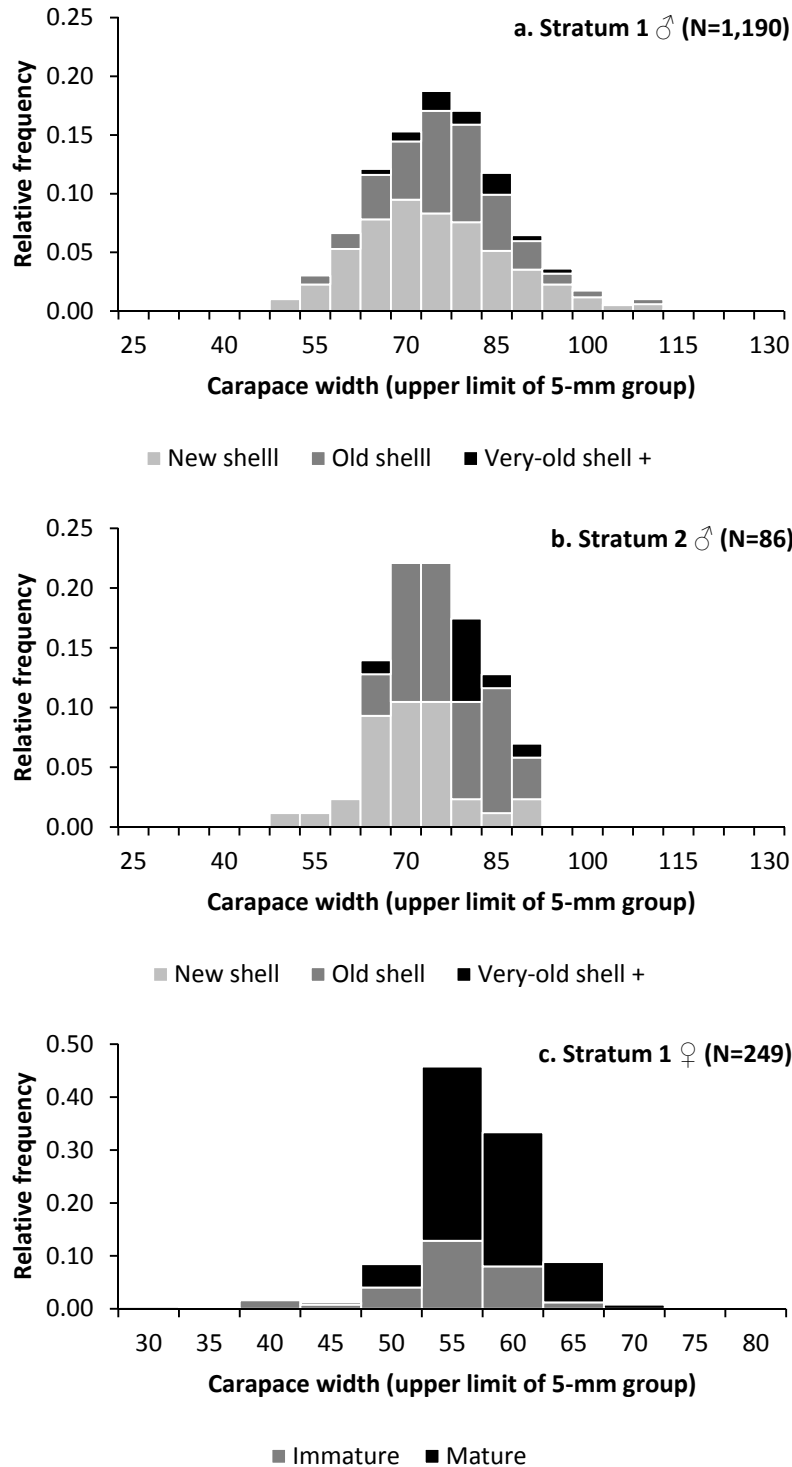 a. Stratum 1 ♂ (N=1,190)
Relative frequency
0.25
0.20
0.15
0.10
0.05
0.00
25 40 55 70 85 100 115 130
Carapace width (upper limit of 5-mm group)
New shelll Old shelll Very-old shell +
b. Stratum 2 ♂ (N=86)
Relative frequency
0.25
0.20
0.15
0.10
0.05
0.00
25 40 55 70 85 100 115 130
Carapace width (upper limit of 5-mm group)
New shell Old shell Very-old shell +
c. Stratum 1 ♀ (N=249)
Relative frequency
0.50
0.40
0.30
0.20
0.10
0.00
30 35 40 45 50 55 60 65 70 75 80
Carapace width (upper limit of 5-mm group)
Immature Mature